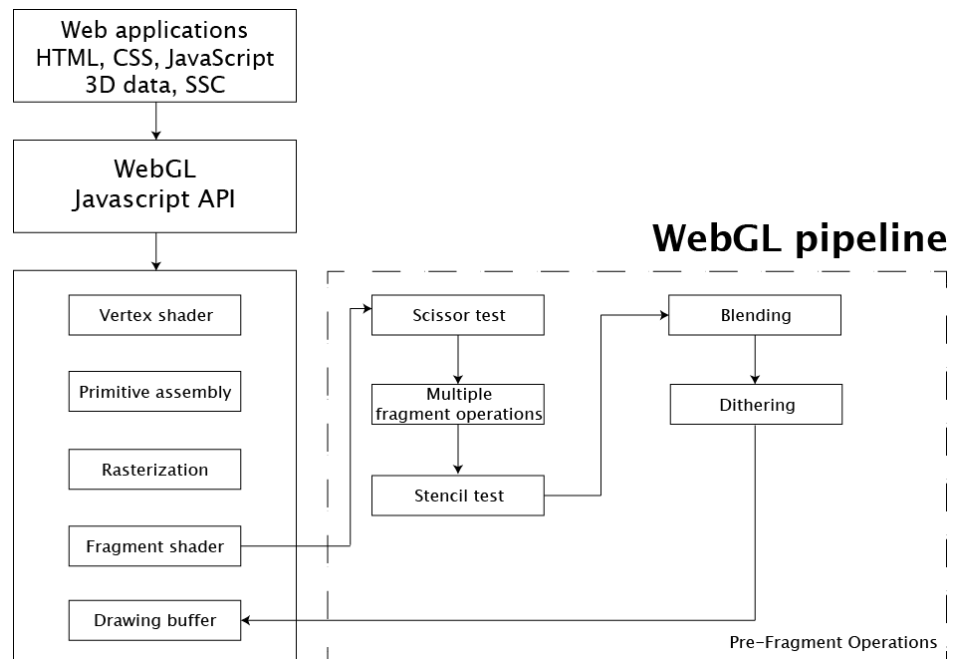 Web applications
HTML, CSS, JavaScript
3D data, SSC
WebGL
Javascript API
WebGL pipeline
Vertex shader
Primitive assembly
Rasterization
Fragment shader
Drawing buffer
Scissor test
Multiple
fragment operations
Stencil test
Blending
Dithering
Pre-Fragment Operations